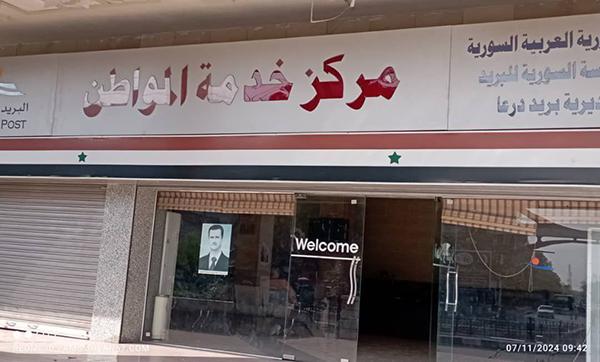 البريد
POST
مركز خدمة المواطن
رية العربية السورية
سة السورية للبريد
ديرية بريد درعا
Welcome
07/11/2024 09:42